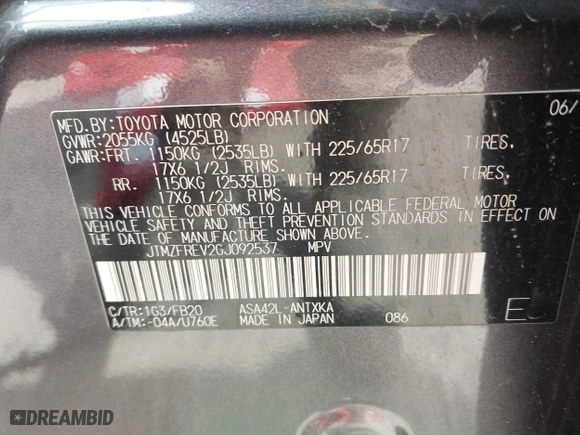 MFD.BY:TOYOTA MOTOR CORPORATION 06/
GVWR:2055KG (4525LB)
GAWR:FRT. 1150KG (2535LB) WITH 225/65R17 TIRES.
17X6 1/2J RIMS.
RR. 1150KG (2535LB) WITH 225/65R17 TIRES.
17X6 1/2J RIMS.
THIS VEHICLE CONFORMS TO ALL APPLICABLE FEDERAL MOTOR
VEHICLE SAFETY AND THEFT PREVENTION STANDARDS IN EFFECT ON
THE DATE OF MANUFACTURE SHOWN ABOVE.
JTMZFREV2GJ092537 MPV
C/TR:1G3/FB20 ASA42L-ANTXKA
A/TM:-04A/U760E MADE IN JAPAN 086 E
DREAMBID